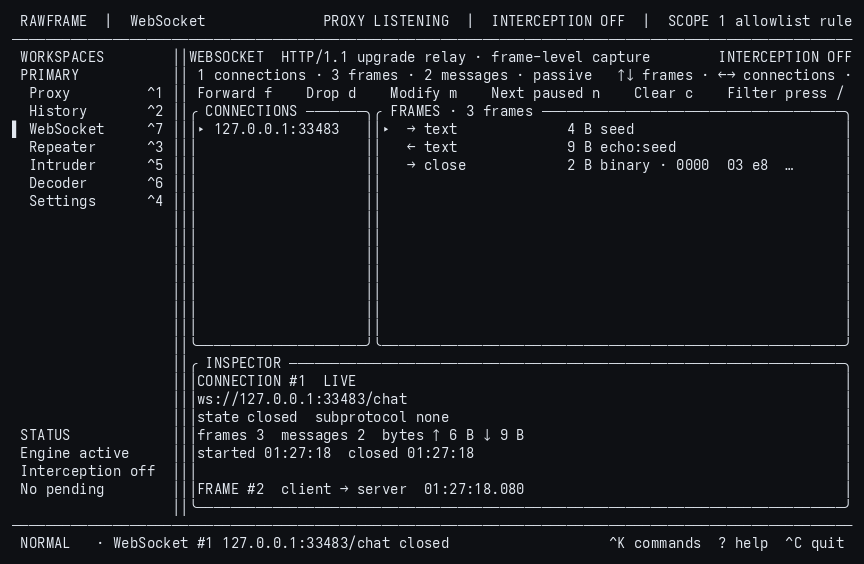 RAWFRAME | WebSocket PROXY LISTENING | INTERCEPTION OFF | SCOPE 1 allowlist rule
WORKSPACES
PRIMARY
Proxy ^1
History ^2
WebSocket ^7
Repeater ^3
Intruder ^5
Decoder ^6
Settings ^4
STATUS
Engine active
Interception off
No pending
WEBSOCKET HTTP/1.1 upgrade relay · frame-level capture INTERCEPTION OFF
1 connections · 3 frames · 2 messages · passive ↑↓ frames · ←→ connections ·
Forward f Drop d Modify m Next paused n Clear c Filter press /
CONNECTIONS
▸ 127.0.0.1:33483
FRAMES · 3 frames
▸ → text 4 B seed
← text 9 B echo:seed
→ close 2 B binary · 0000 03 e8 …
INSPECTOR
CONNECTION #1 LIVE
ws://127.0.0.1:33483/chat
state closed subprotocol none
frames 3 messages 2 bytes ↑ 6 B ↓ 9 B
started 01:27:18 closed 01:27:18
FRAME #2 client → server 01:27:18.080
NORMAL · WebSocket #1 127.0.0.1:33483/chat closed ^K commands ? help ^C quit